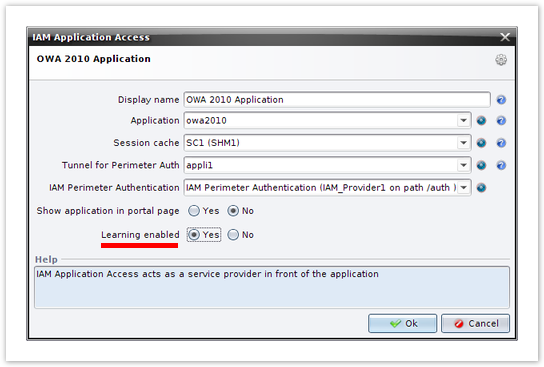 IAM Application Access
OWA 2010 Application
Display name OWA 2010 Application
Application owa2010
Session cache SC1 (SHM1)
Tunnel for Perimeter Auth appli1
IAM Perimeter Authentication IAM Perimeter Authentication (IAM_Provider1 on path /auth )
Show application in portal page Yes No
Learning enabled Yes No
Help
IAM Application Access acts as a service provider in front of the application
Ok Cancel